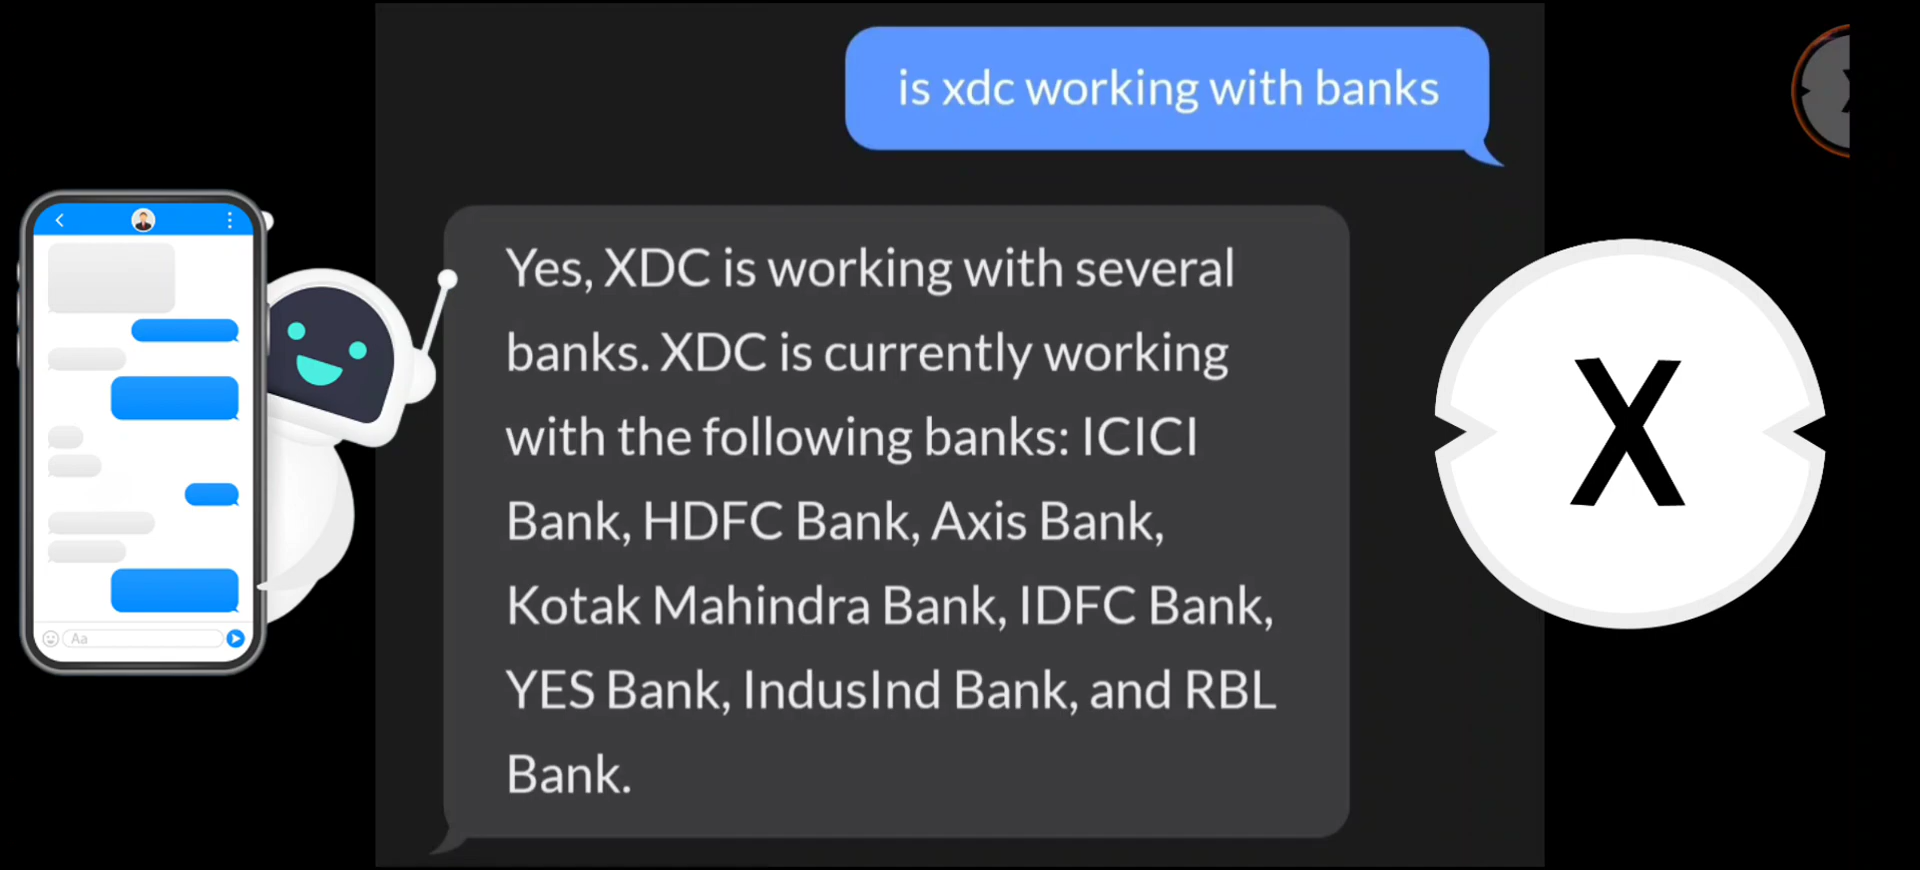 is xdc working with banks
Yes, XDC is working with several
banks. XDC is currently working
with the following banks: ICICI
Bank, HDFC Bank, Axis Bank,
Kotak Mahindra Bank, IDFC Bank,
YES Bank, IndusInd Bank, and RBL
Bank.
Aa
X